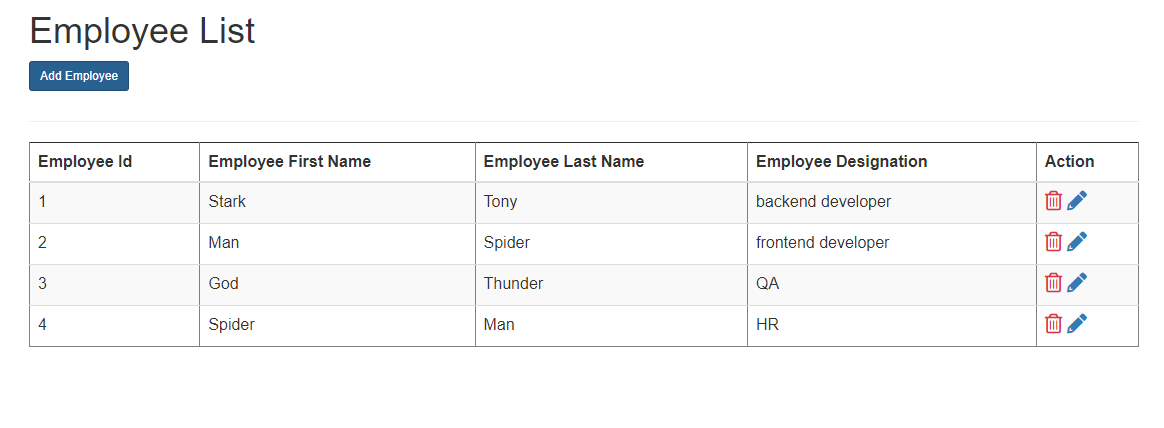 Employee List
Add Employee
Employee Id Employee First Name Employee Last Name Employee Designation Action
1 Stark Tony backend developer
2 Man Spider frontend developer
3 God Thunder QA
4 Spider Man HR